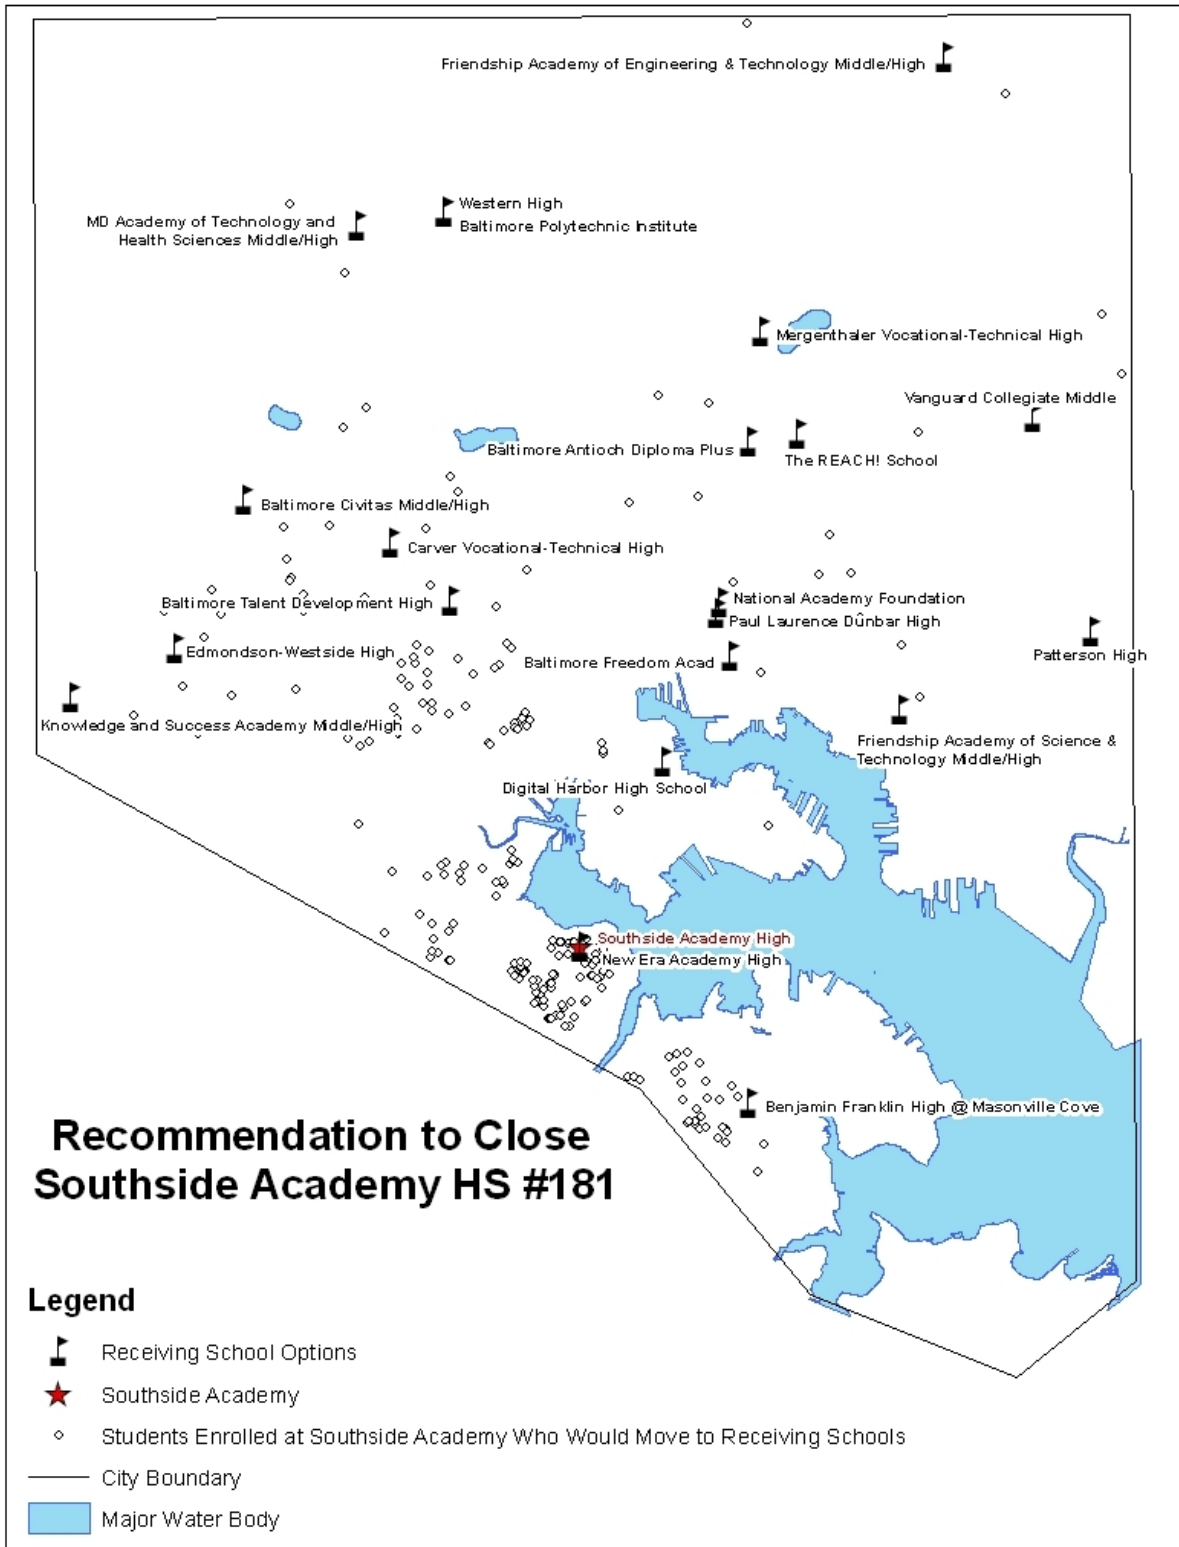 Friendship Academy of Engineering & Technology Middle/High
Western High
Baltimore Polytechnic Institute
MD Academy of Technology and
Health Sciences Middle/High
Mergenthaler Vocational-Technical High
Vanguard Collegiate Middle
Baltimore Antioch Diploma Plus
The REACH! School
Baltimore Civitas Middle/High
Carver Vocational-Technical High
Baltimore Talent Development High
National Academy Foundation
Paul Laurence Dunbar High
Edmondson-Westside High
Baltimore Freedom Acad
Patterson High
Knowledge and Success Academy Middle/High
Friendship Academy of Science &
Technology Middle/High
Digital Harbor High School
Southside Academy High
New Era Academy High
Benjamin Franklin High @ Masonville Cove
Recommendation to Close
Southside Academy HS #181
Legend
Receiving School Options
Southside Academy
Students Enrolled at Southside Academy Who Would Move to Receiving Schools
City Boundary
Major Water Body